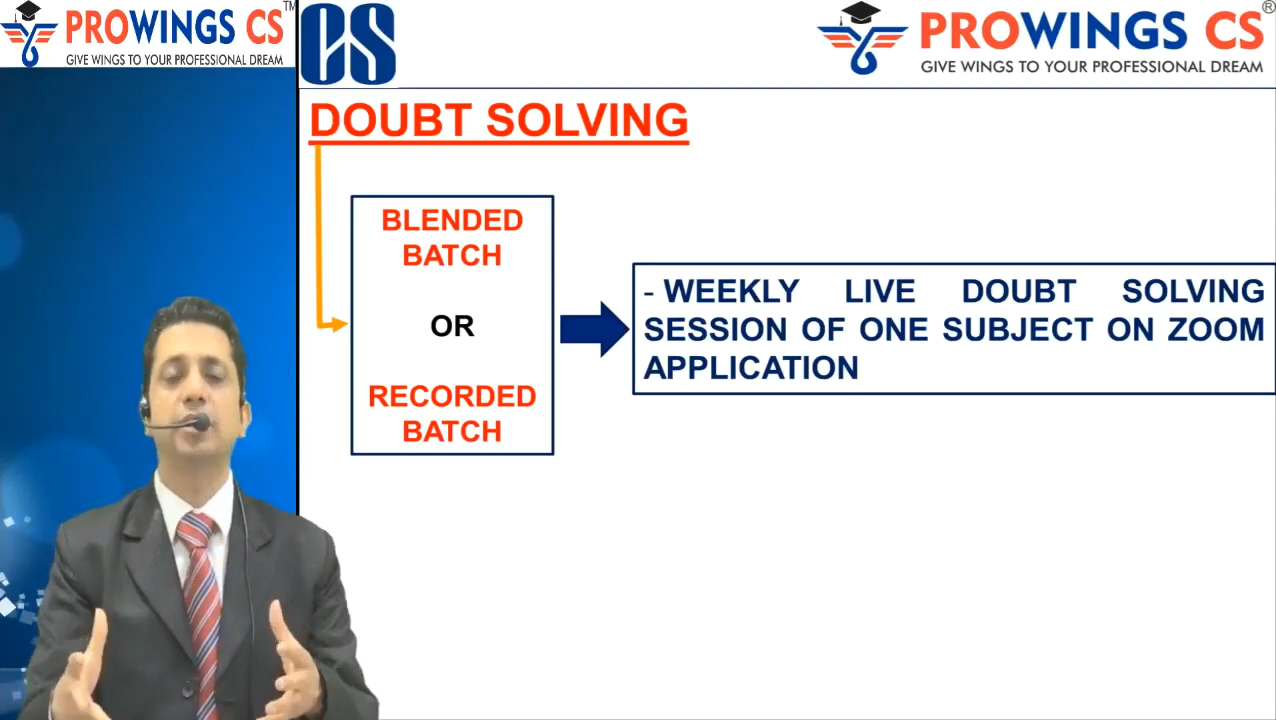 PROWINGS CS™
GIVE WINGS TO YOUR PROFESSIONAL DREAM
CS
PROWINGS CS®
GIVE WINGS TO YOUR PROFESSIONAL DREAM
DOUBT SOLVING
BLENDED
BATCH
OR
RECORDED
BATCH
- WEEKLY LIVE DOUBT SOLVING
SESSION OF ONE SUBJECT ON ZOOM
APPLICATION